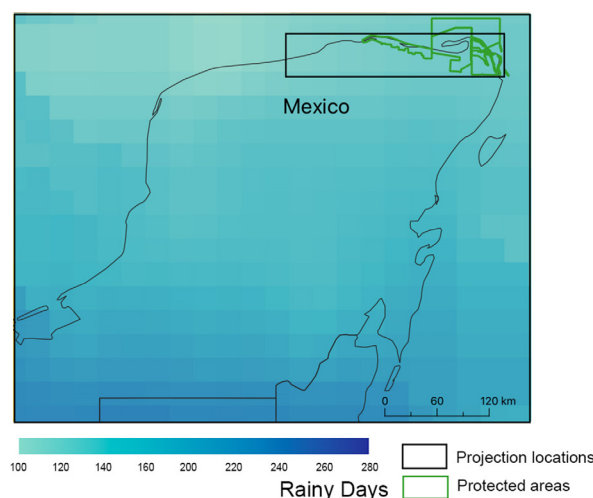 Mexico
0 60 120 km
100 120 140 160 200 220 240 260 280
Rainy Days
Projection locations
Protected areas